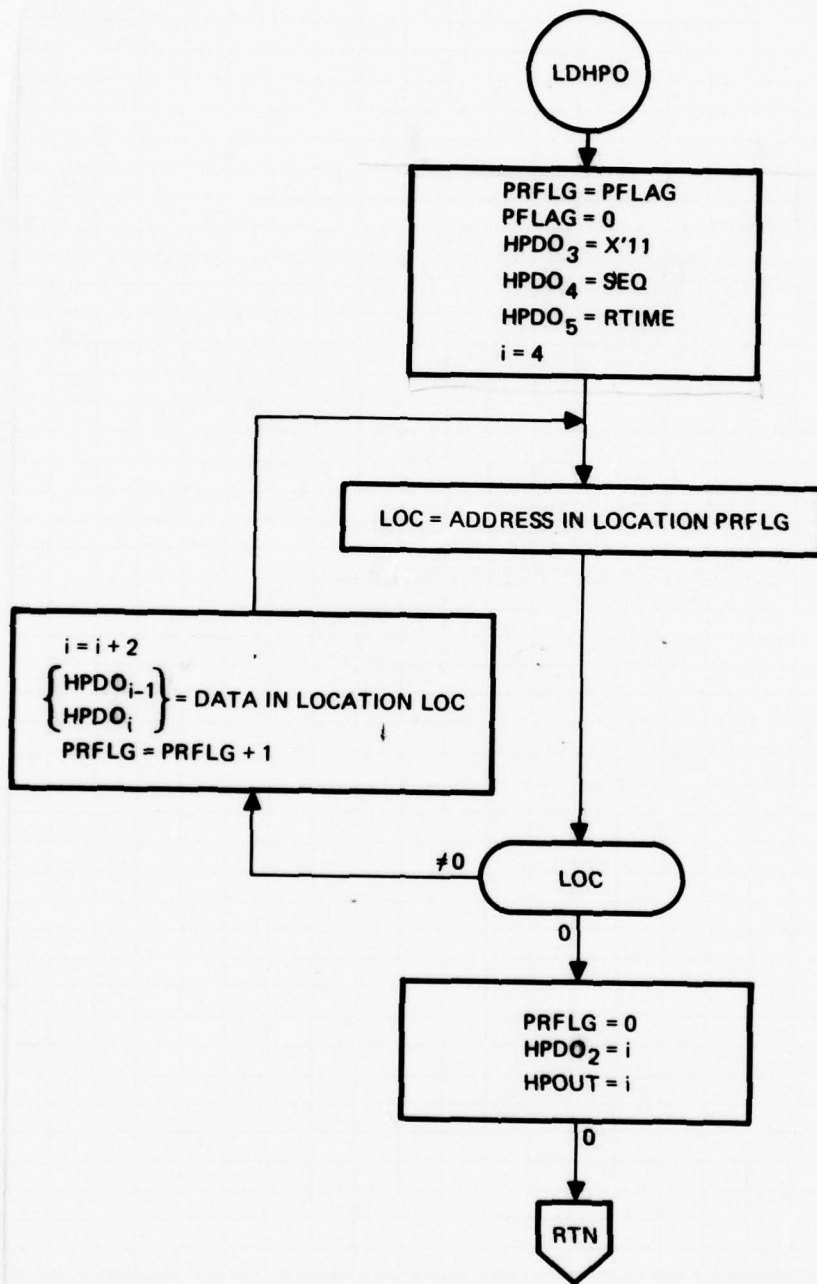 LDHPO
PRFLG = PFLAG
PFLAG = 0
HPDO3 = X'11
HPDO4 = SEQ
HPDO5 = RTIME
i = 4
LOC = ADDRESS IN LOCATION PRFLG
i = i + 2
{HPDOi–1
HPDOi} = DATA IN LOCATION LOC
PRFLG = PRFLG + 1
≠0
LOC
0
PRFLG = 0
HPDO2 = i
HPOUT = i
0
RTN